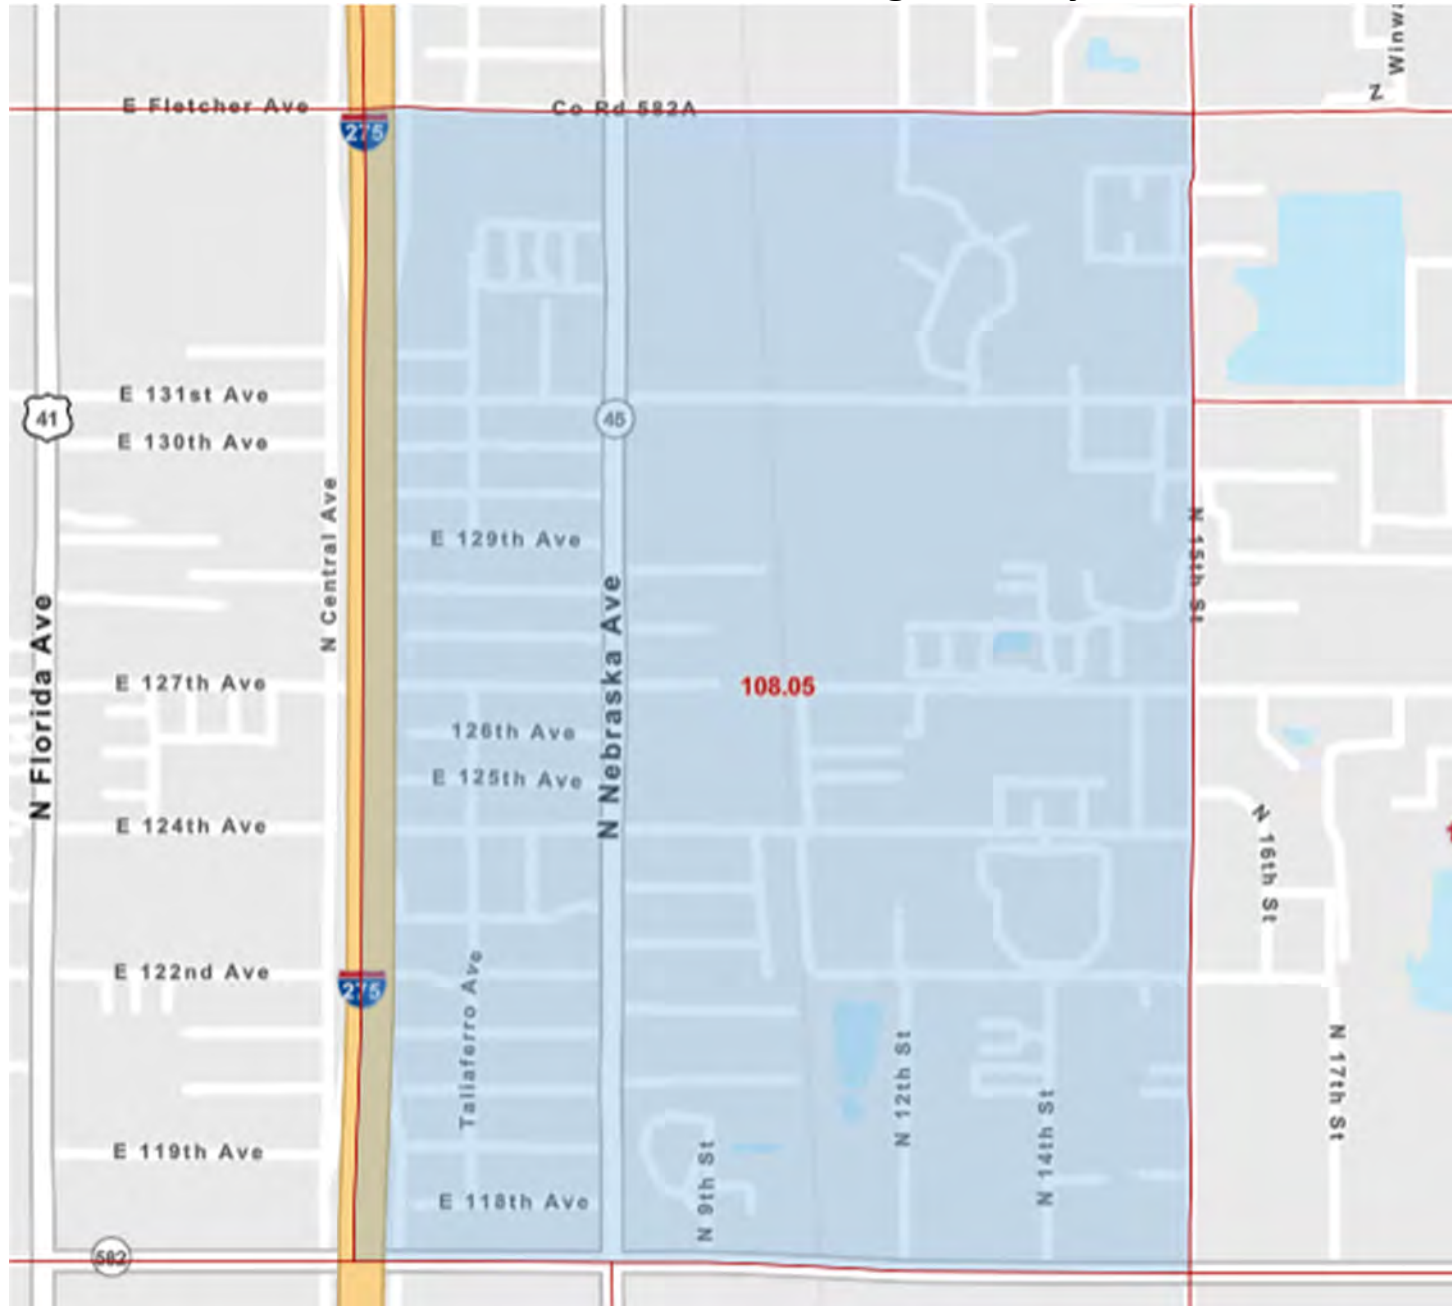 Winw
Z
E Fletcher Ave
Co Rd 582A
275
E 131st Ave
41
45
E 130th Ave
N Central Ave
E 129th Ave
N 15th St
N Florida Ave
N Nebraska Ave
E 127th Ave
108.05
126th Ave
E 125th Ave
E 124th Ave
N 16th St
E 122nd Ave
275
Taliaferro Ave
N 12th St
N 17th St
N 14th St
E 119th Ave
N 9th St
E 118th Ave
582